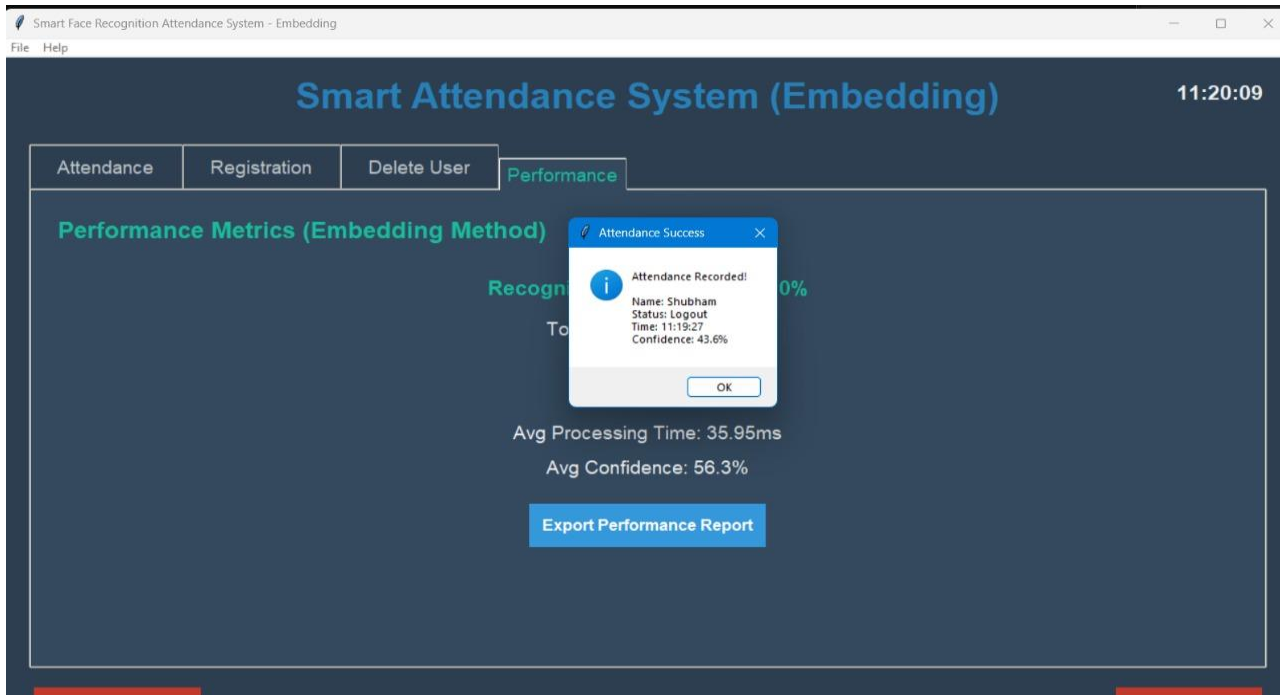 Smart Face Recognition Attendance System - Embedding
File Help
Smart Attendance System (Embedding)
11:20:09
Attendance Registration Delete User Performance
Performance Metrics (Embedding Method)
Attendance Success
Attendance Recorded!
Name: Shubham
Status: Logout
Time: 11:19:27
Confidence: 43.6%
OK
Avg Processing Time: 35.95ms
Avg Confidence: 56.3%
Export Performance Report